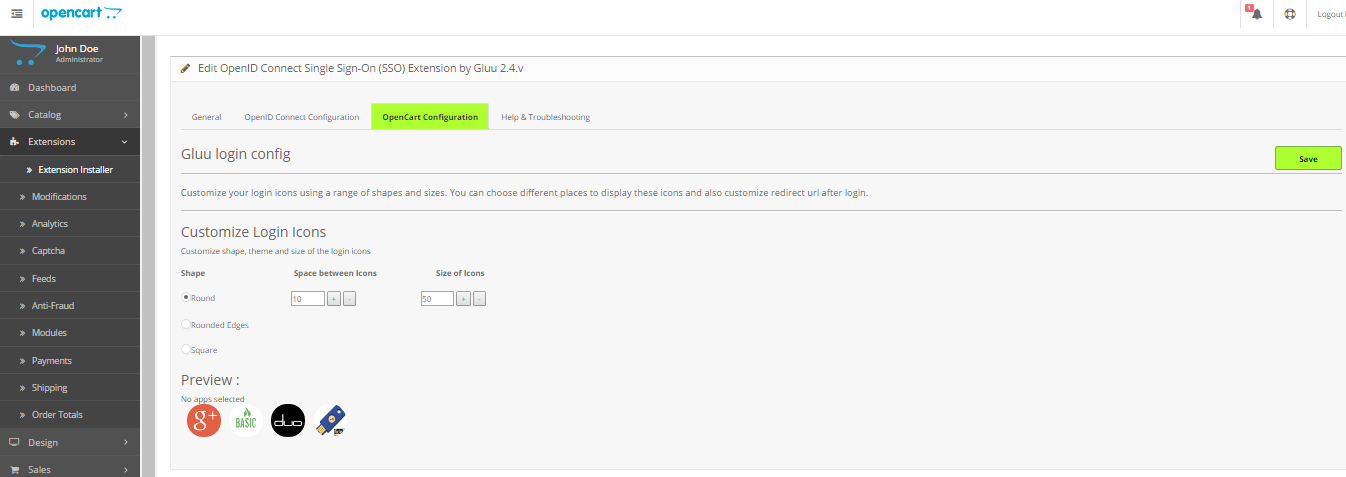 opencart
1
Logout
John Doe
Administrator
Dashboard
Catalog
Extensions
Extension Installer
Modifications
Analytics
Captcha
Feeds
Anti-Fraud
Modules
Payments
Shipping
Order Totals
Design
Sales
Edit OpenID Connect Single Sign-On (SSO) Extension by Gluu 2.4.v
General OpenID Connect Configuration OpenCart Configuration Help & Troubleshooting
Gluu login config
Save
Customize your login icons using a range of shapes and sizes. You can choose different places to display these icons and also customize redirect url after login.
Customize Login Icons
Customize shape, theme and size of the login icons
Shape Space between Icons Size of Icons
Round 10 + - 50 + -
Rounded Edges
Square
Preview :
No apps selected
g+ BASIC duo